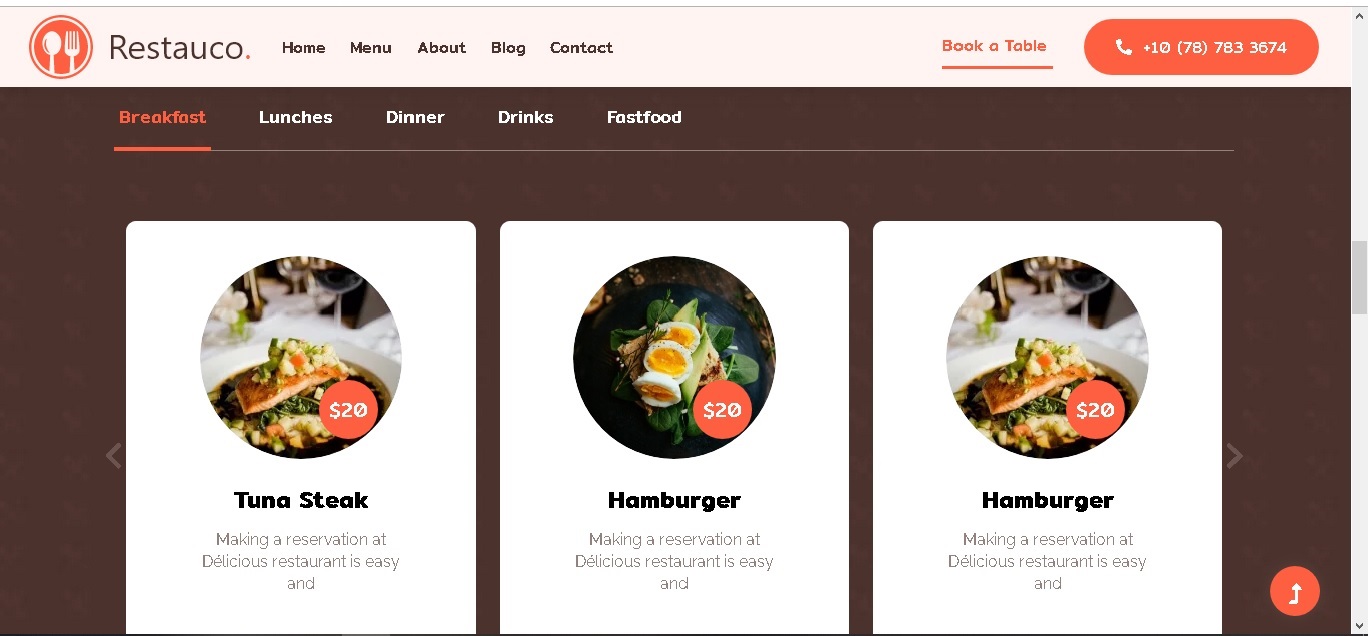 Restauco.
Home Menu About Blog Contact
Book a Table
+10 (78) 783 3674
Breakfast Lunches Dinner Drinks Fastfood
$20
Tuna Steak
Making a reservation at
Délicious restaurant is easy
and
$20
Hamburger
Making a reservation at
Délicious restaurant is easy
and
$20
Hamburger
Making a reservation at
Délicious restaurant is easy
and